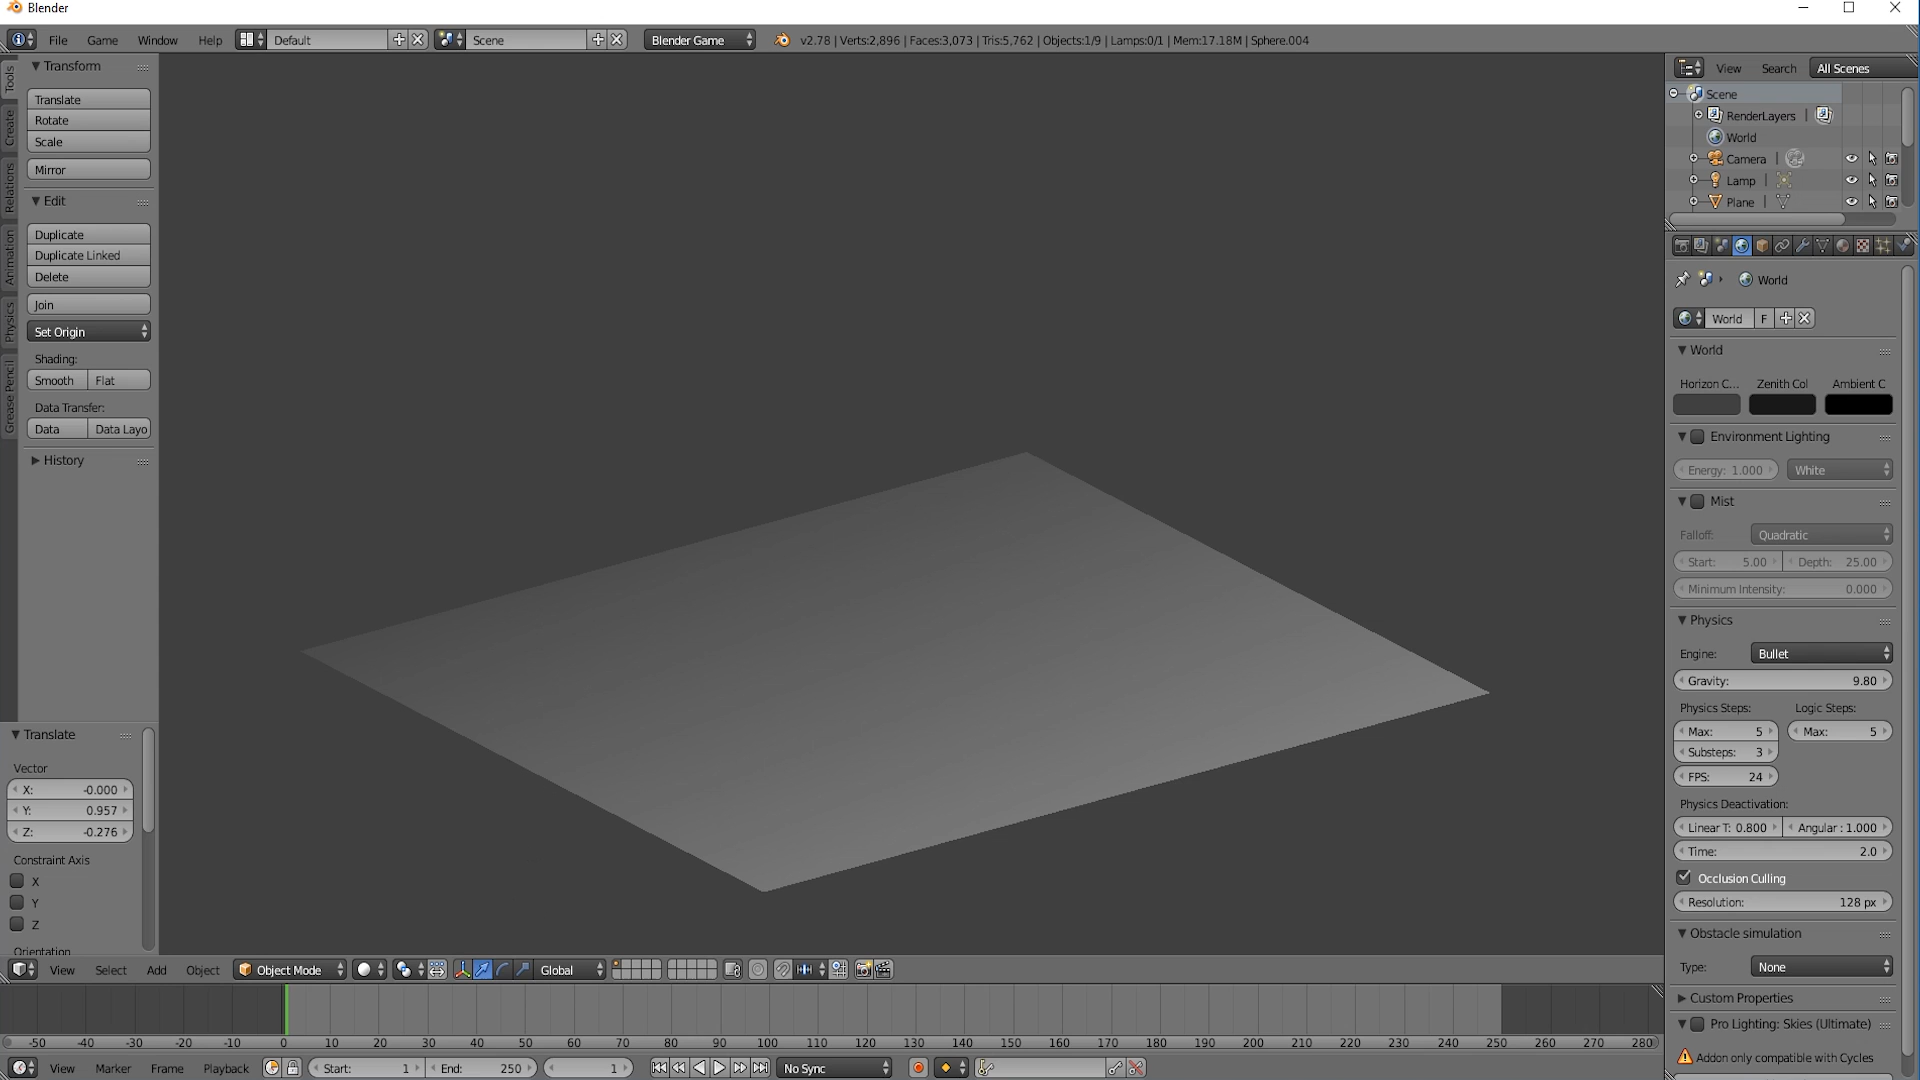 Blender
File Game Window Help Default Scene Blender Game v2.78 | Verts:2,896 | Faces:3,073 | Tris:5,762 | Objects:1/9 | Lamps:0/1 | Mem:17.18M | Sphere.004
Tools
Create
Relations
Animation
Physics
Grease Pencil
Transform
Translate
Rotate
Scale
Mirror
Edit
Duplicate
Duplicate Linked
Delete
Join
Set Origin
Shading:
Smooth Flat
Data Transfer:
Data Data Layo
History
Translate
Vector
X: -0.000
Y: 0.957
Z: -0.276
Constraint Axis
X
Y
Z
Orientation
View Search All Scenes
Scene
RenderLayers |
World
Camera |
Lamp |
Plane |
World
World F
World
Horizon C... Zenith Col Ambient C
Environment Lighting
Energy: 1.000 White
Mist
Falloff: Quadratic
Start: 5.00 Depth: 25.00
Minimum Intensity: 0.000
Physics
Engine: Bullet
Gravity: 9.80
Physics Steps: Logic Steps:
Max: 5 Max: 5
Substeps: 3
FPS: 24
Physics Deactivation:
Linear T: 0.800 Angular : 1.000
Time: 2.0
Occlusion Culling
Resolution: 128 px
Obstacle simulation
Type: None
Custom Properties
Pro Lighting: Skies (Ultimate)
Addon only compatible with Cycles
View Select Add Object Object Mode Global
-50 -40 -30 -20 -10 0 10 20 30 40 50 60 70 80 90 100 110 120 130 140 150 160 170 180 190 200 210 220 230 240 250 260 270 280
View Marker Frame Playback Start: 1 End: 250 1 No Sync